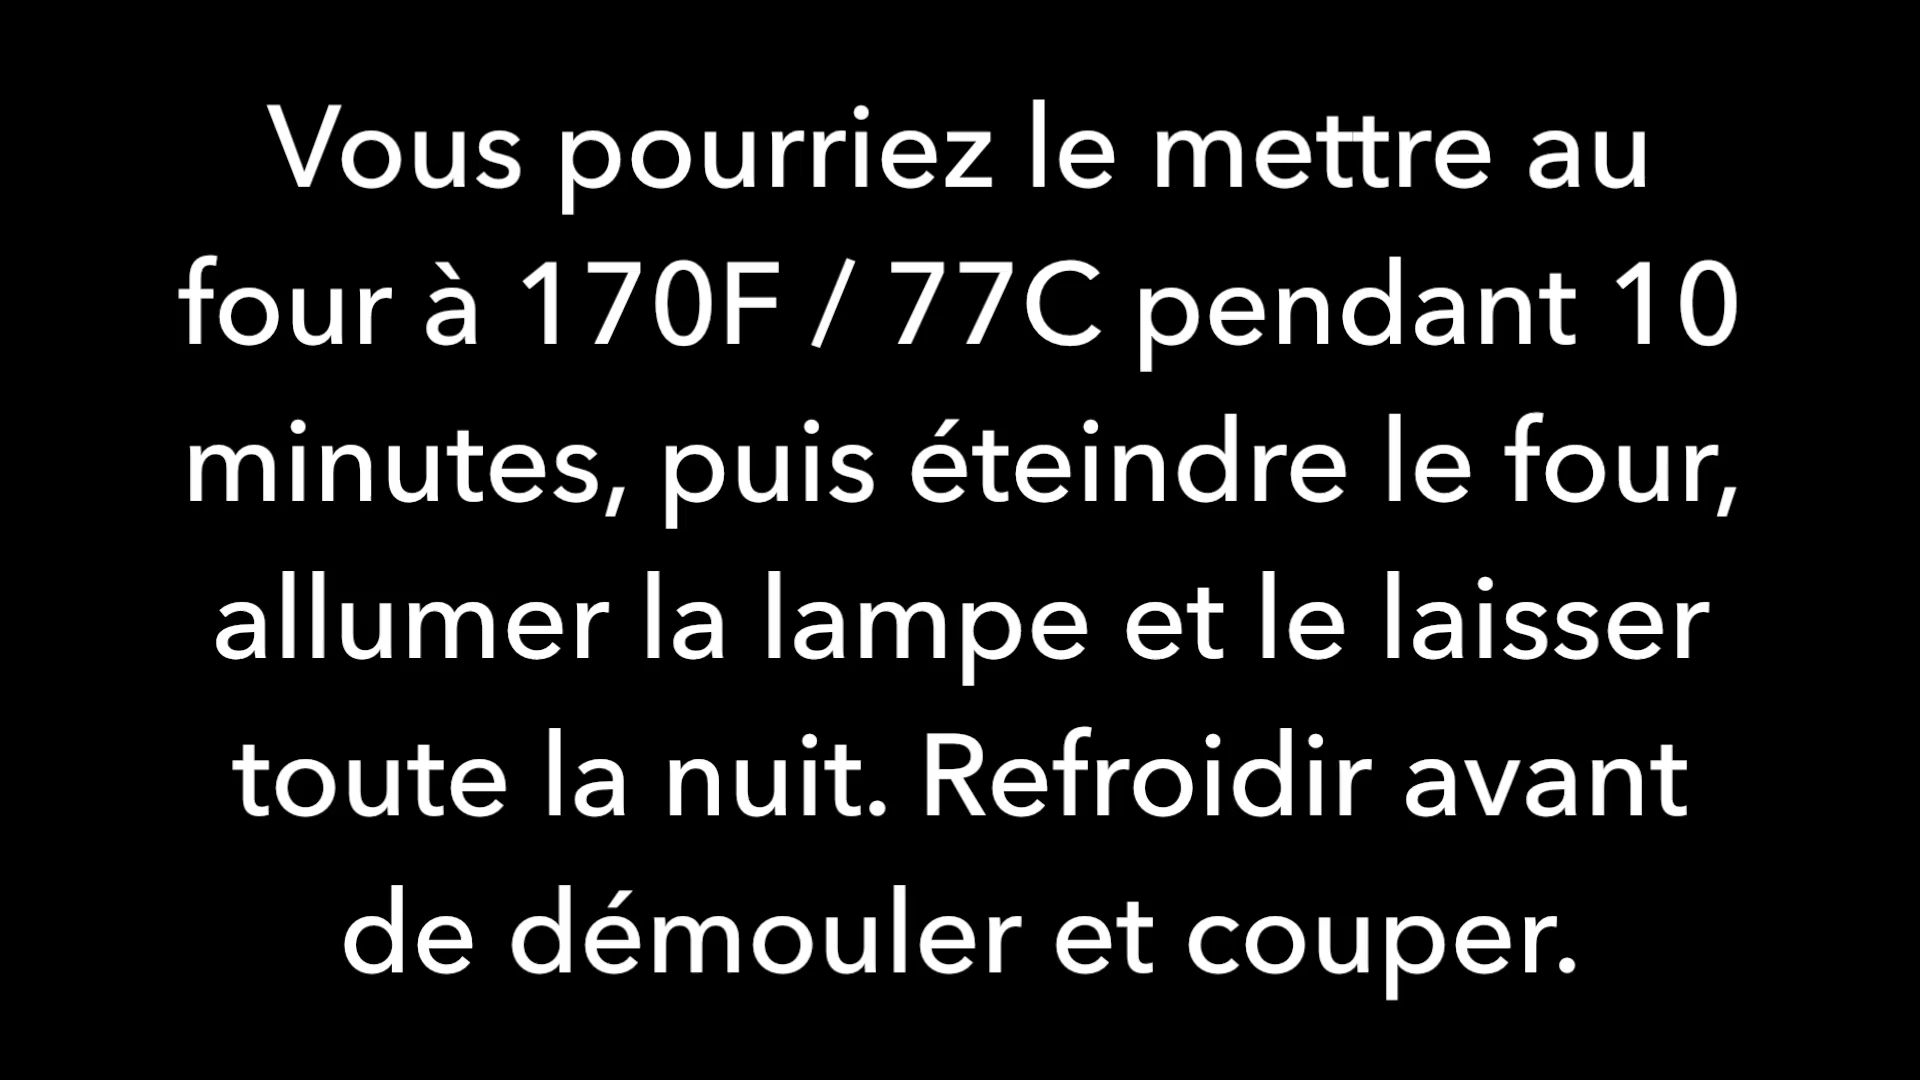 Vous pourriez le mettre au
four à 170F / 77C pendant 10
minutes, puis éteindre le four,
allumer la lampe et le laisser
toute la nuit. Refroidir avant
de démouler et couper.